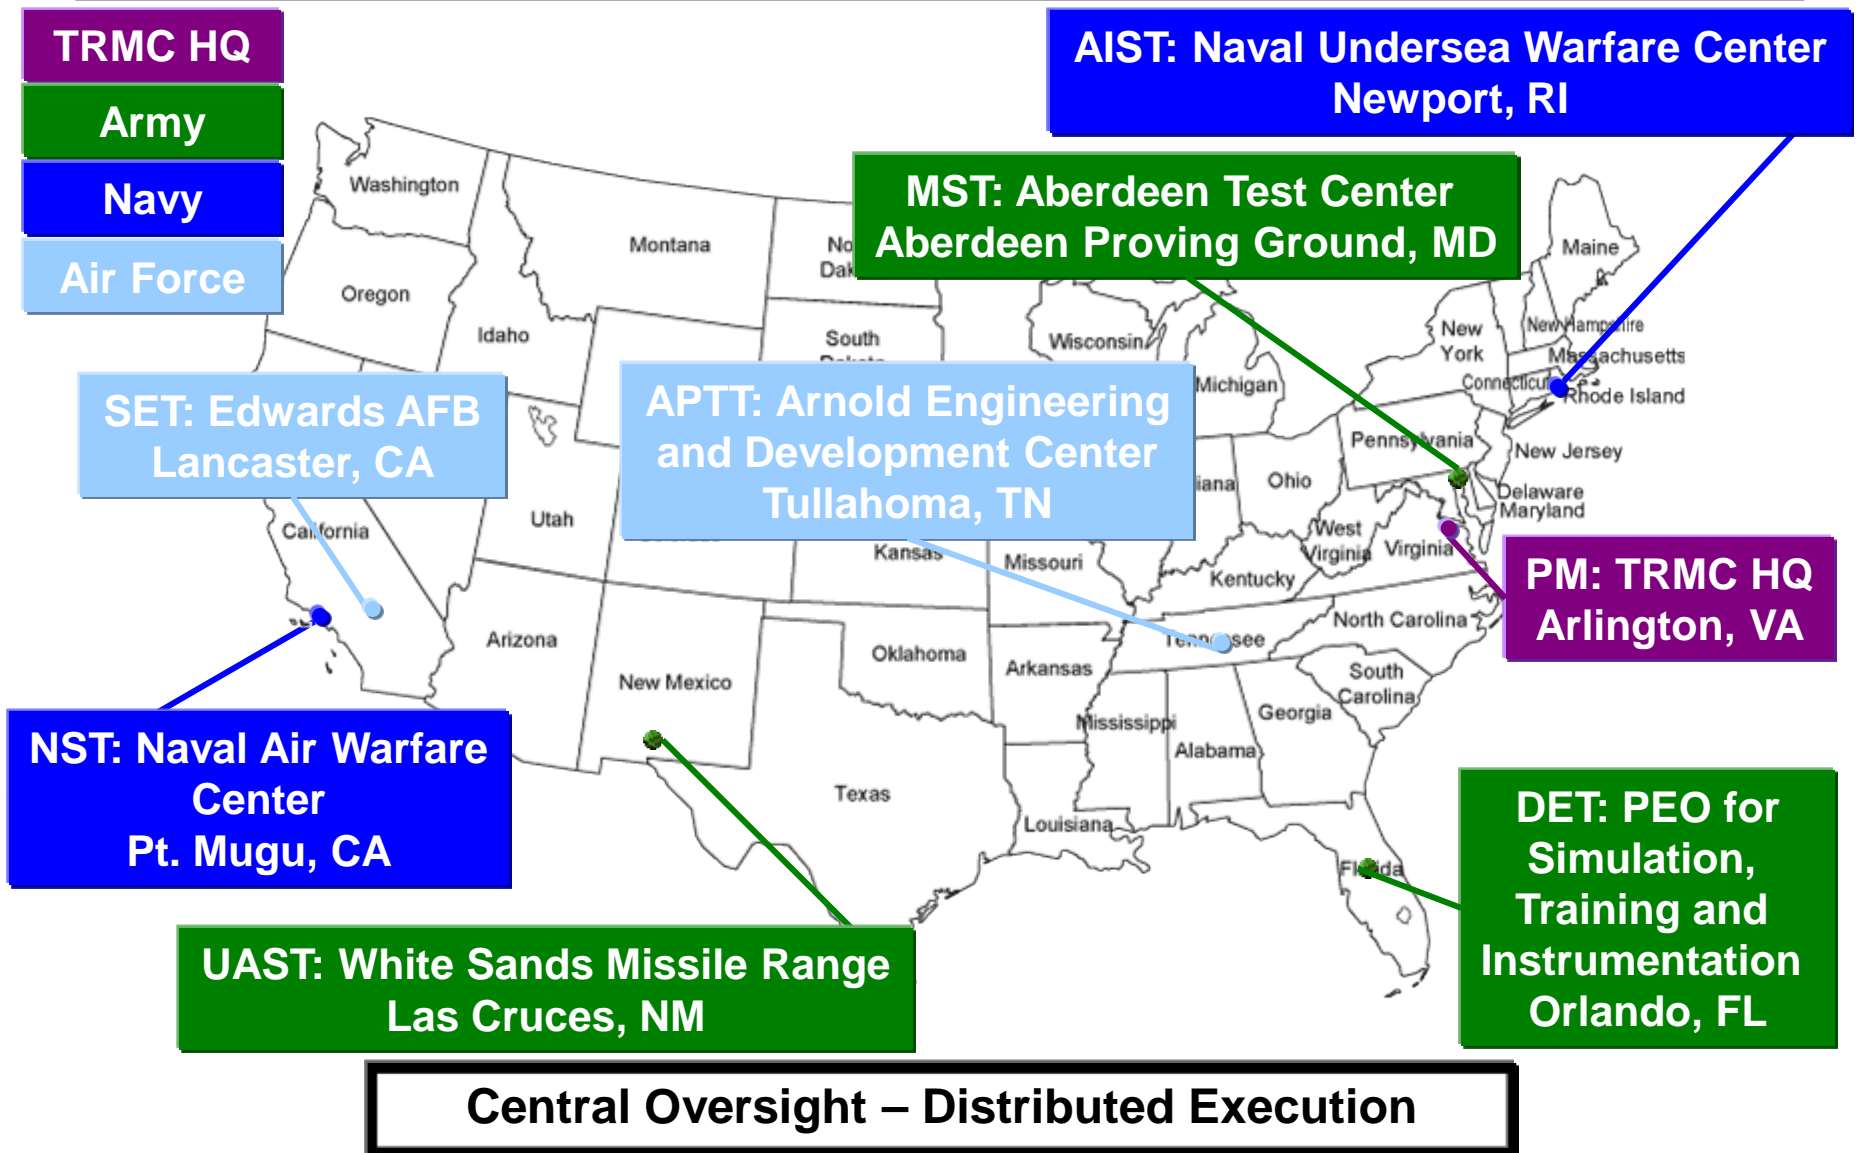 TRMC HQ
Army
Navy
Air Force
AIST: Naval Undersea Warfare Center
Newport, RI
MST: Aberdeen Test Center
Aberdeen Proving Ground, MD
SET: Edwards AFB
Lancaster, CA
APTT: Arnold Engineering
and Development Center
Tullahoma, TN
PM: TRMC HQ
Arlington, VA
NST: Naval Air Warfare
Center
Pt. Mugu, CA
UAST: White Sands Missile Range
Las Cruces, NM
DET: PEO for
Simulation,
Training and
Instrumentation
Orlando, FL
Washington
Oregon
Idaho
Montana
South
Wisconsin
Michigan
New
York
Maine
New Hampshire
Massachusetts
Connecticut
Rhode Island
Pennsylvania
New Jersey
Delaware
Maryland
Ohio
West
Virginia
Virginia
Kentucky
California
Utah
Kansas
Missouri
Tennessee
North Carolina
South
Carolina
Arizona
New Mexico
Oklahoma
Arkansas
Mississippi
Alabama
Georgia
Texas
Louisiana
Florida
Central Oversight – Distributed Execution